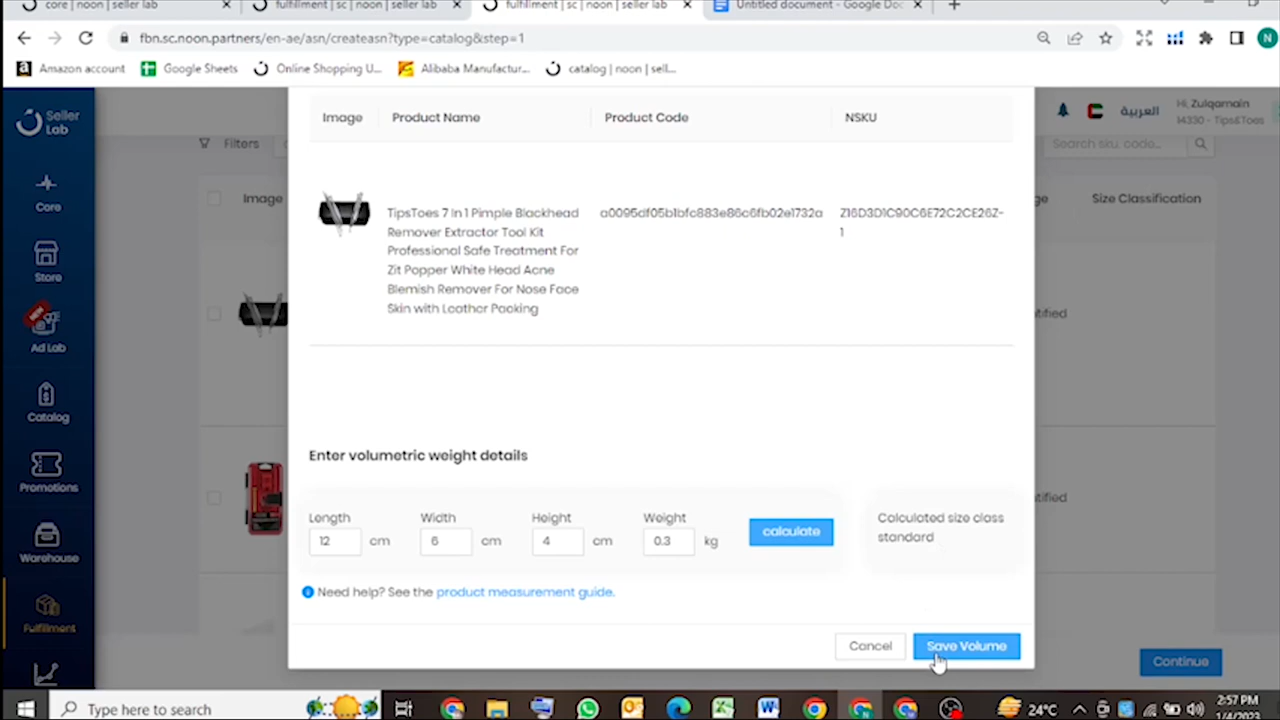 core | noon | seller lab
fulfillment | sc | noon | seller lab
fulfillment | sc | noon | seller lab
Untitled document - Google Doc
fbn.sc.noon.partners/en-ae/asn/createasn?type=catalog&step=1
N
Amazon account
Google Sheets
Online Shopping U...
Alibaba Manufactur...
catalog | noon | sell...
Seller
Lab
Core
Store
NEW
Ad Lab
Catalog
Promotions
Warehouse
Fulfillment
Filters
Image
Image
Product Name
Product Code
NSKU
العربية
Hi, Zulqarnain
14330 - Tips&Toes
Search sku, code...
Size Classification
TipsToes 7 In 1 Pimple Blackhead
Remover Extractor Tool Kit
Professional Safe Treatment For
Zit Popper White Head Acne
Blemish Remover For Nose Face
Skin with Leather Packing
a0095df05b1bfc883e86c6fb02e1732a
Z16D3D1C90C6E72C2CE26Z-
1
Enter volumetric weight details
Length
12 cm
Width
6 cm
Height
4 cm
Weight
0.3 kg
calculate
Calculated size class
standard
Need help? See the product measurement guide.
Cancel
Save Volume
Continue
Type here to search
24°C
2:57 PM
1/4/2023